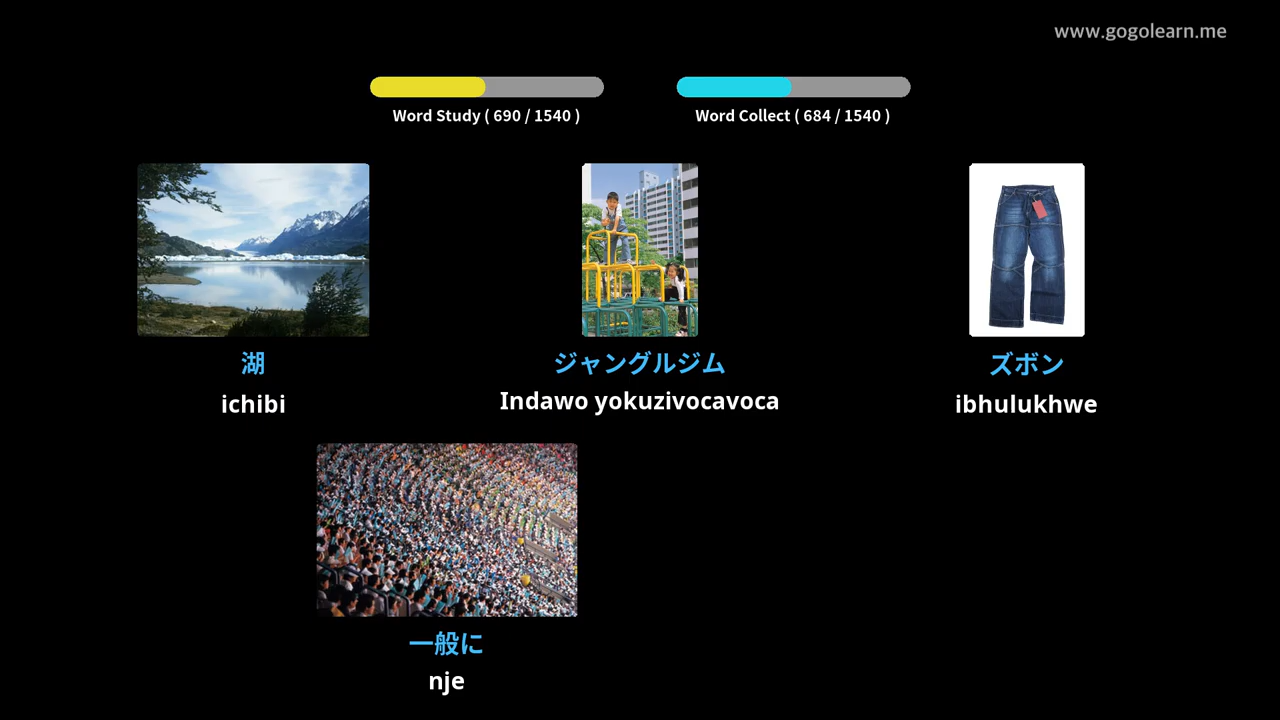 www.gogolearn.me
Word Study ( 690 / 1540 )
Word Collect ( 684 / 1540 )
湖
ichibi
ジャングルジム
Indawo yokuzivocavoca
ズボン
ibhulukhwe
一般に
nje